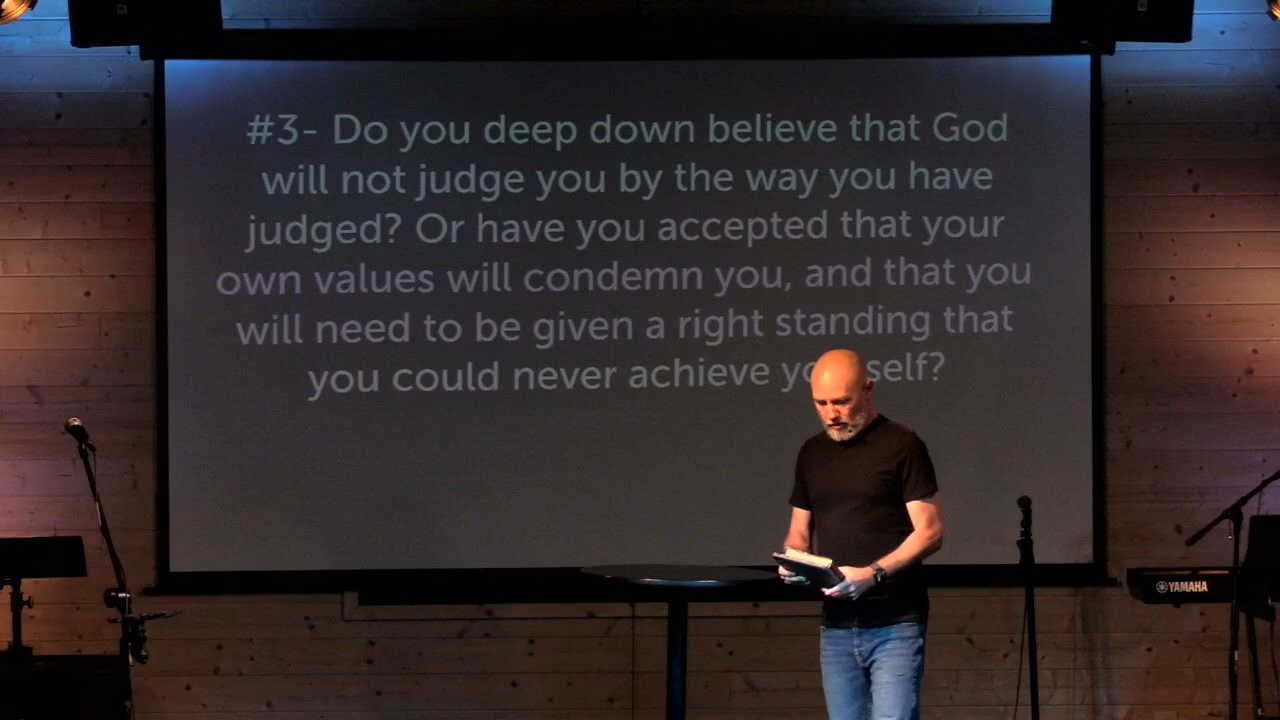 #3- Do you deep down believe that God
will not judge you by the way you have
judged? Or have you accepted that your
own values will condemn you, and that you
will need to be given a right standing that
you could never achieve yo self?
YAMAHA